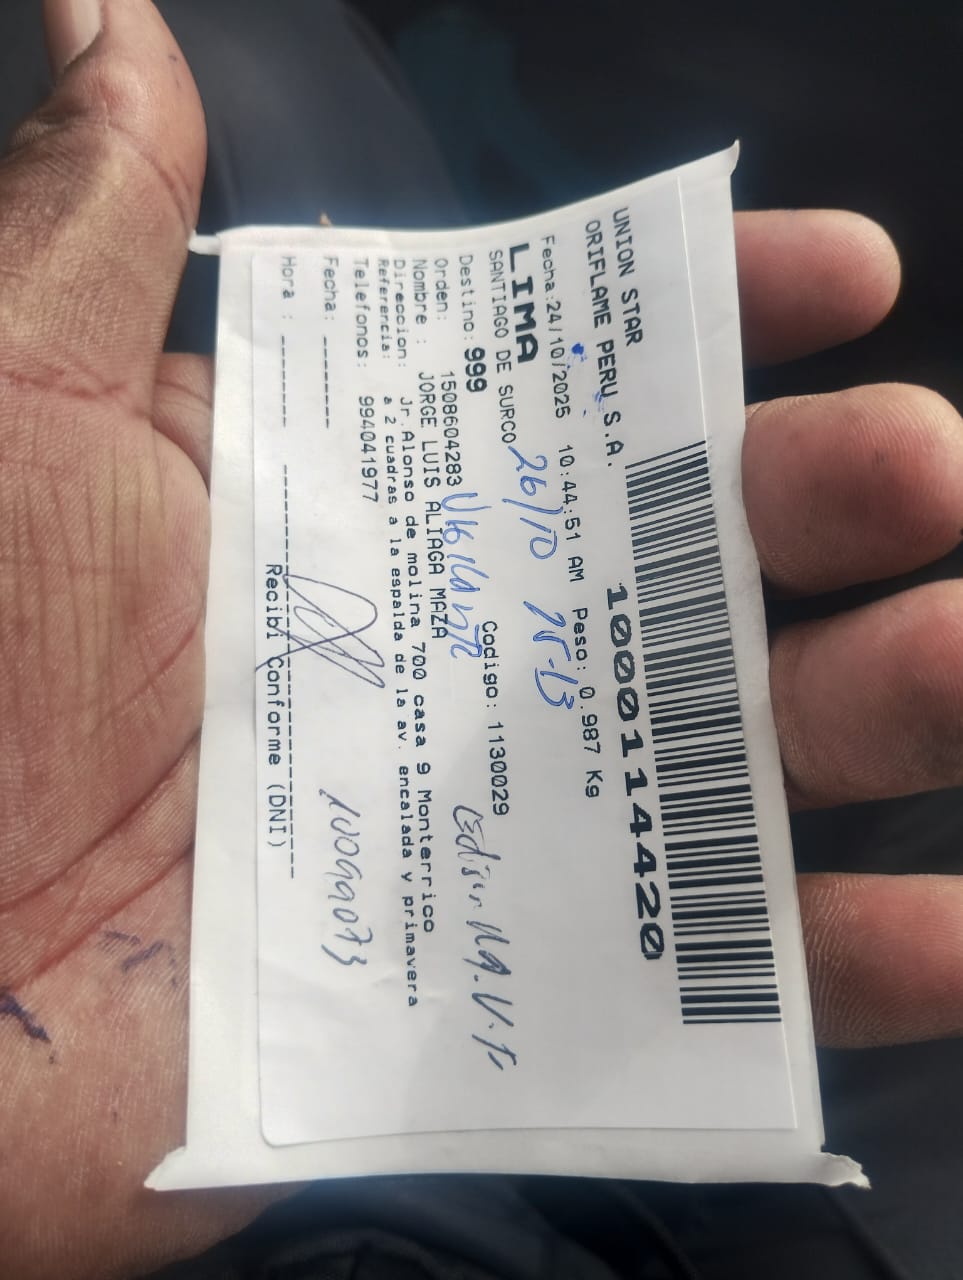 UNION STAR
ORIFLAME PERU S.A.
10001144420
Fecha:24/10/2025 10:44:51 AM Peso: 0.987 Kg
LIMA
SANTIAGO DE SURCO
26/10 15-13
Destino: 999 Codigo: 1130029
Orden: 1508604283
Vigilante
Nombre : JORGE LUIS ALIAGA MAZA
Direccion: Jr.Alonso de molina 700 casa 9 Monterrico
Referencia: a 2 cuadras a la espalda de la av. encalada y primavera
Telefonos: 994041977
Fecha: --------
Hora : --------
Recibi Conforme (DNI)